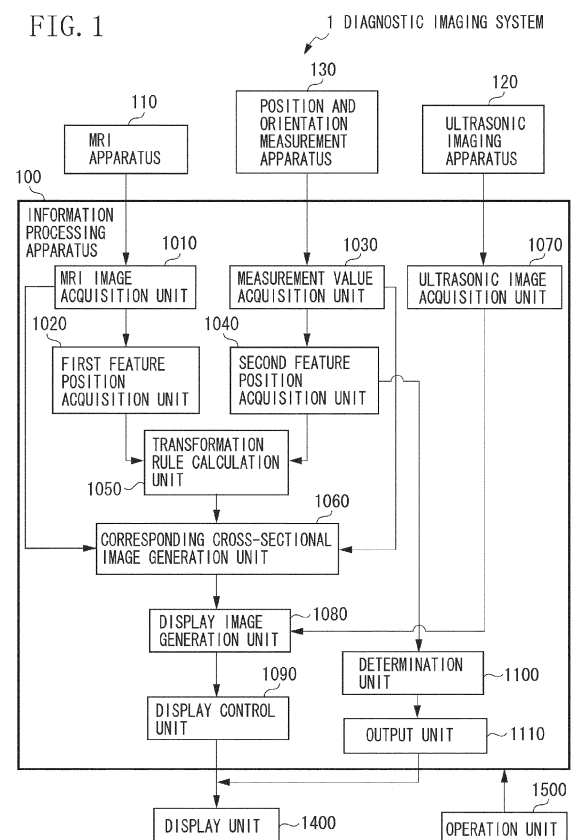 FIG. 1
1 DIAGNOSTIC IMAGING SYSTEM
110
MRI
APPARATUS
130
POSITION AND
ORIENTATION
MEASUREMENT
APPARATUS
120
ULTRASONIC
IMAGING
APPARATUS
100
INFORMATION
PROCESSING
APPARATUS
1010
MRI IMAGE
ACQUISITION UNIT
1030
MEASUREMENT VALUE
ACQUISITION UNIT
1070
ULTRASONIC IMAGE
ACQUISITION UNIT
1020
FIRST FEATURE
POSITION
ACQUISITION UNIT
1040
SECOND FEATURE
POSITION
ACQUISITION UNIT
TRANSFORMATION
RULE CALCULATION
UNIT
1050
1060
CORRESPONDING CROSS-SECTIONAL
IMAGE GENERATION UNIT
1080
DISPLAY IMAGE
GENERATION UNIT
DETERMINATION
UNIT
1100
1090
DISPLAY CONTROL
UNIT
OUTPUT UNIT
1110
DISPLAY UNIT
1400
1500
OPERATION UNIT